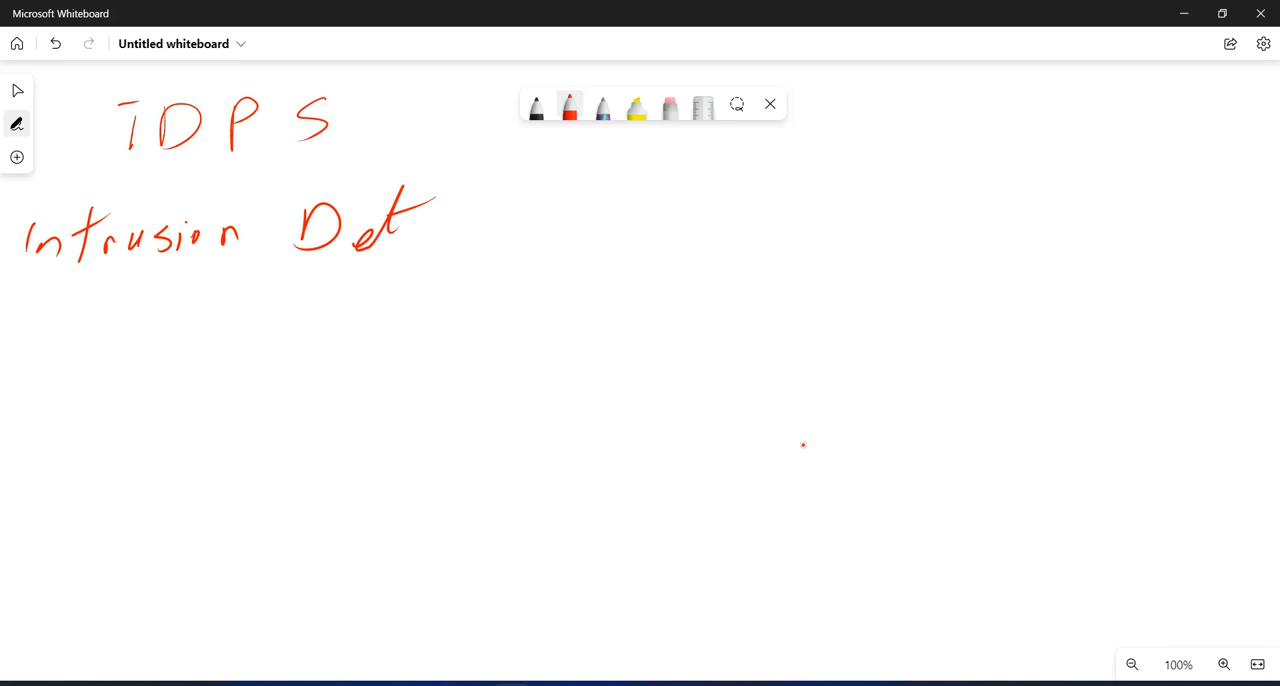 Microsoft Whiteboard
Untitled whiteboard
IDPS
Intrusion Det
100%